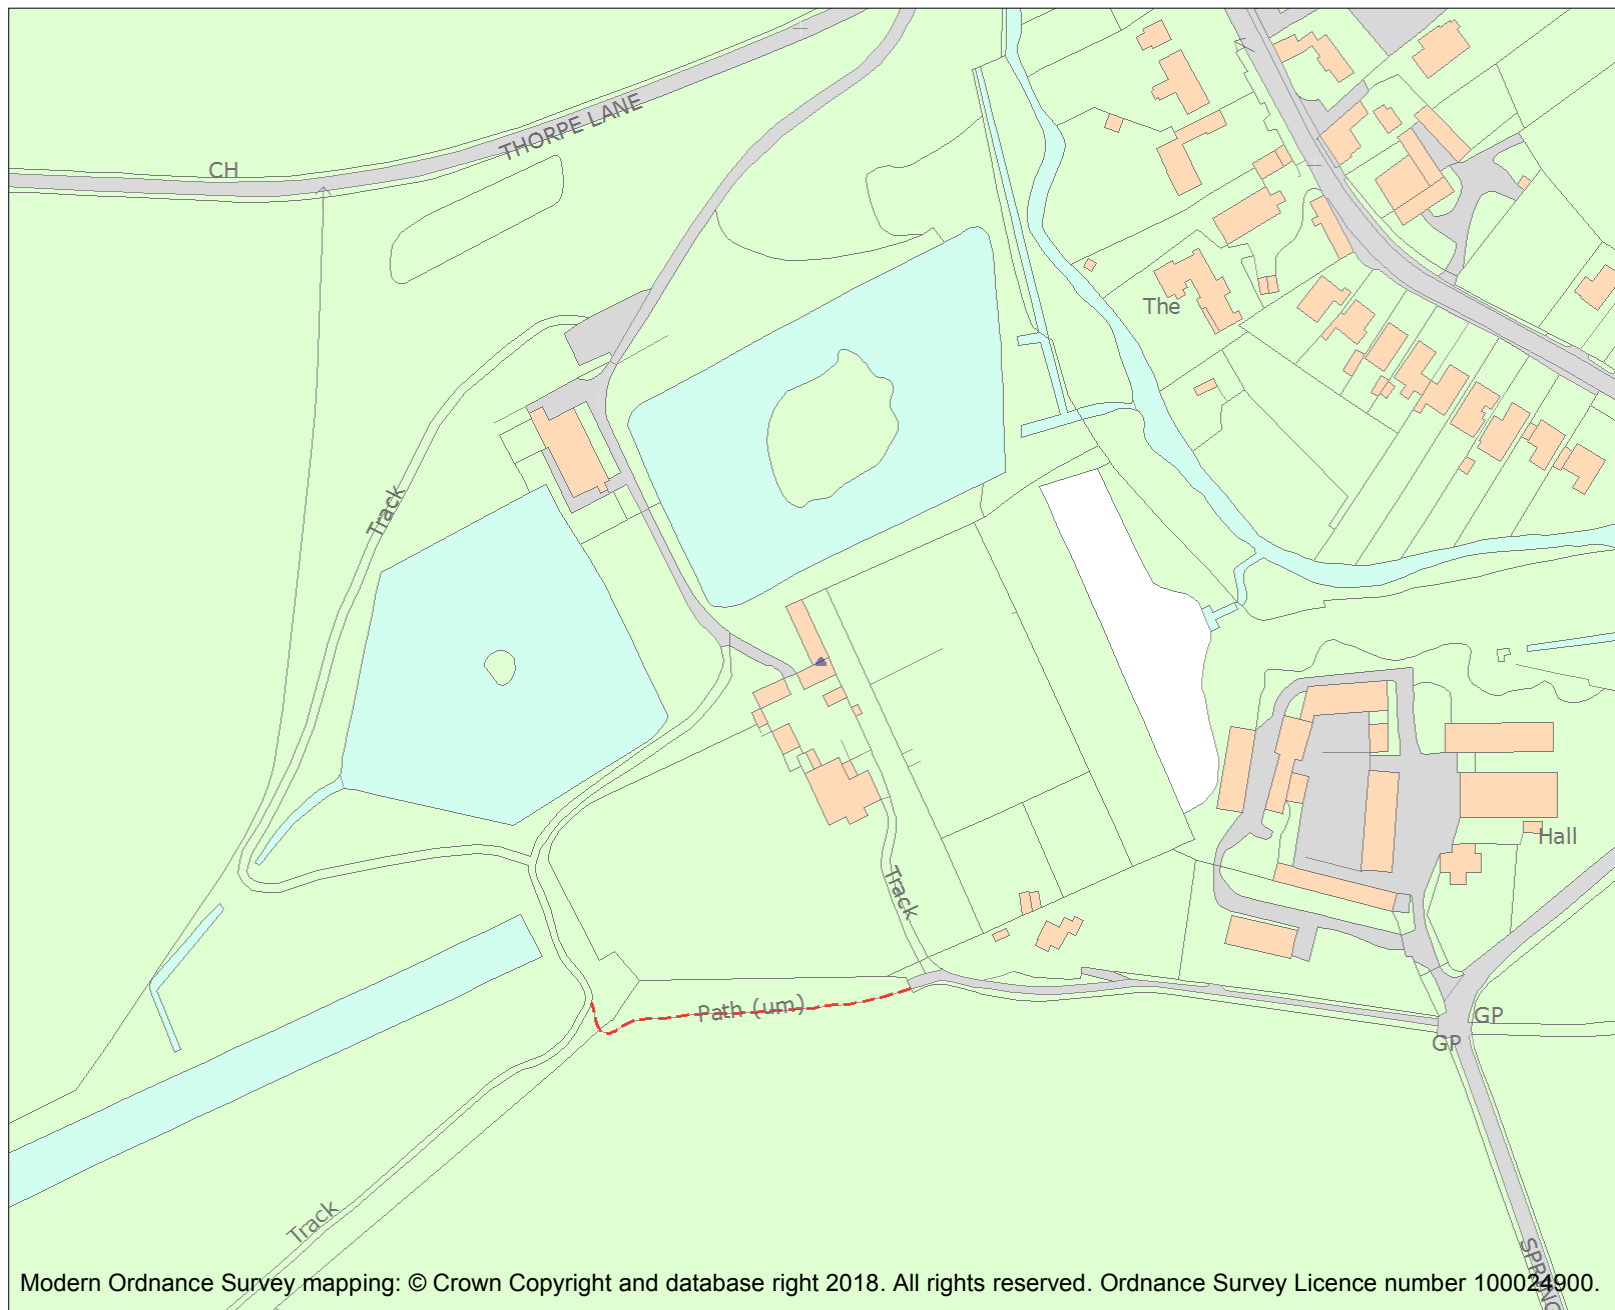 CH
THORPE LANE
The
Track
Hall
Track
Path (um)
GP
GP
Track
SPRING
Modern Ordnance Survey mapping: © Crown Copyright and database right 2018. All rights reserved. Ordnance Survey Licence number 100024900.